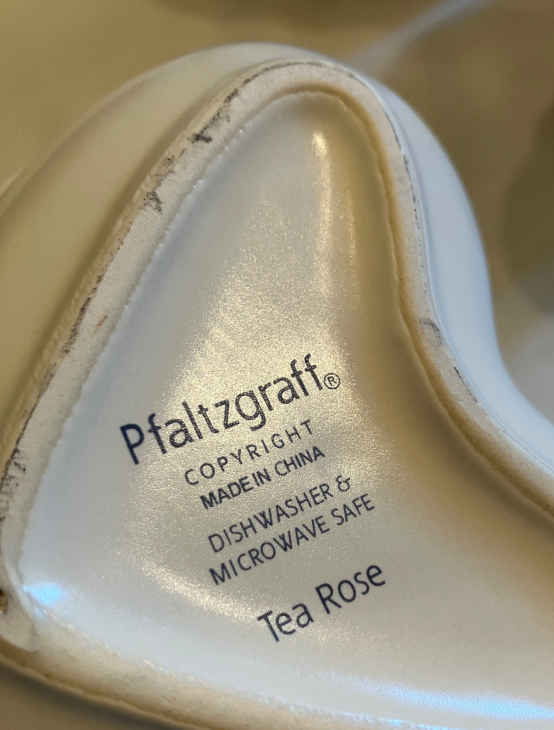 Pfaltzgraff®
COPYRIGHT
MADE IN CHINA
DISHWASHER &
MICROWAVE SAFE
Tea Rose